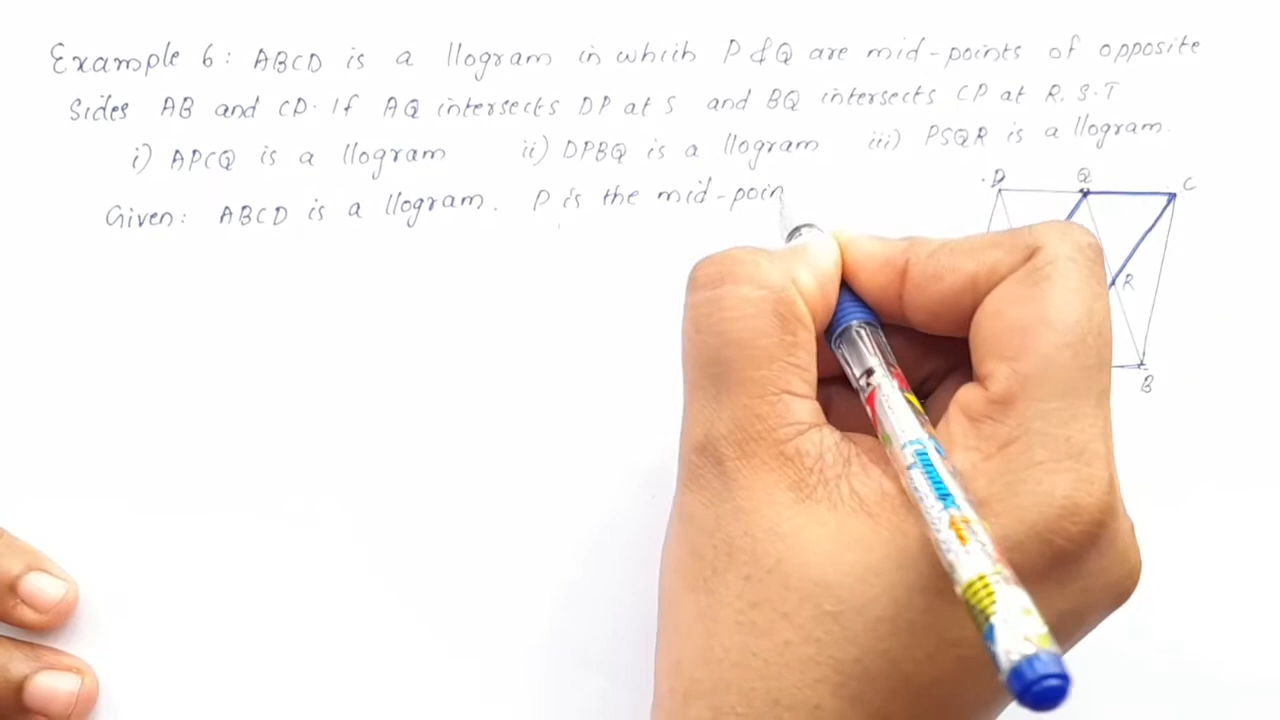 Example 6: ABCD is a llogram in which P & Q are mid-points of opposite
sides AB and CD. If AQ intersects DP at S and BQ intersects CP at R. S.T
i) APCQ is a llogram ii) DPBQ is a llogram iii) PSQR is a llogram.
Given: ABCD is a llogram. P is the mid-poin
D Q C
R
B